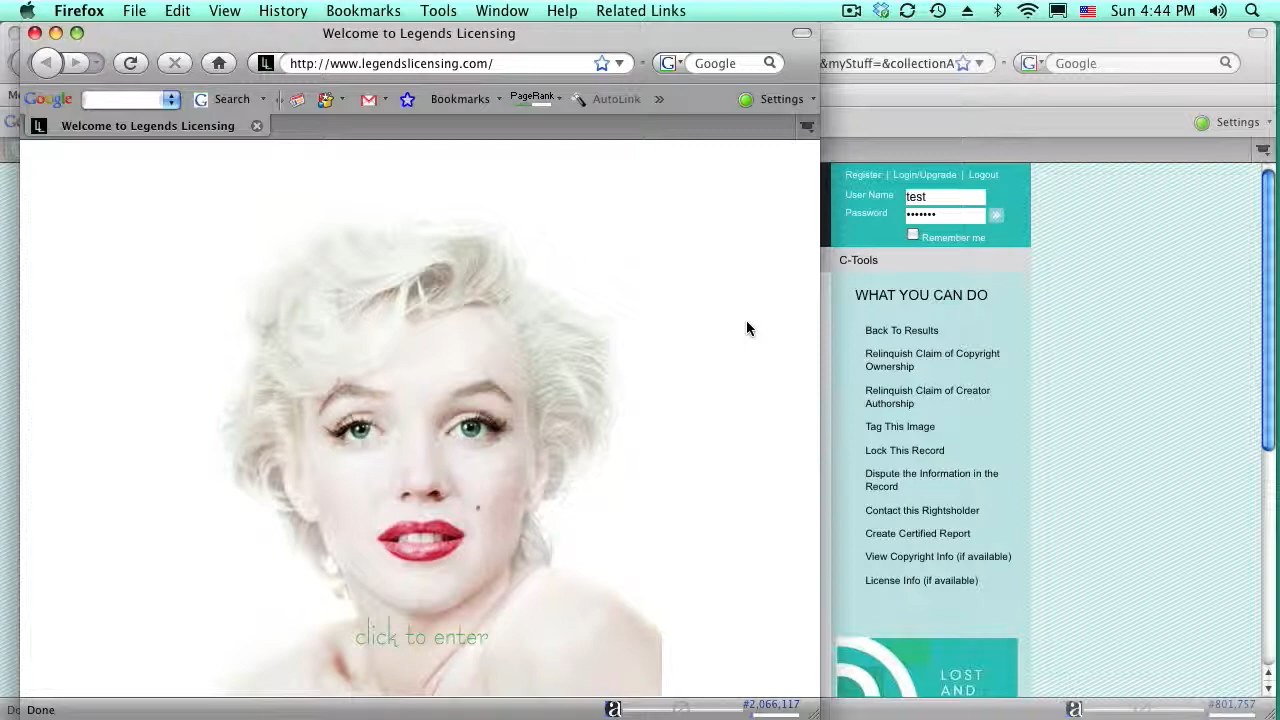 Firefox File Edit View History Bookmarks Tools Window Help Related Links Sun 4:44 PM
Welcome to Legends Licensing
http://www.legendslicensing.com/ Google
&myStuff=&collectionA Google
Google Search Bookmarks PageRank AutoLink » Settings
Settings
Welcome to Legends Licensing
click to enter
Register | Login/Upgrade | Logout
User Name test
Password •••••••
Remember me
C-Tools
WHAT YOU CAN DO
Back To Results
Relinquish Claim of Copyright
Ownership
Relinquish Claim of Creator
Authorship
Tag This Image
Lock This Record
Dispute the Information in the
Record
Contact this Rightsholder
Create Certified Report
View Copyright Info (if available)
License Info (if available)
LOST
AND
Done #2,066,117
#801,757